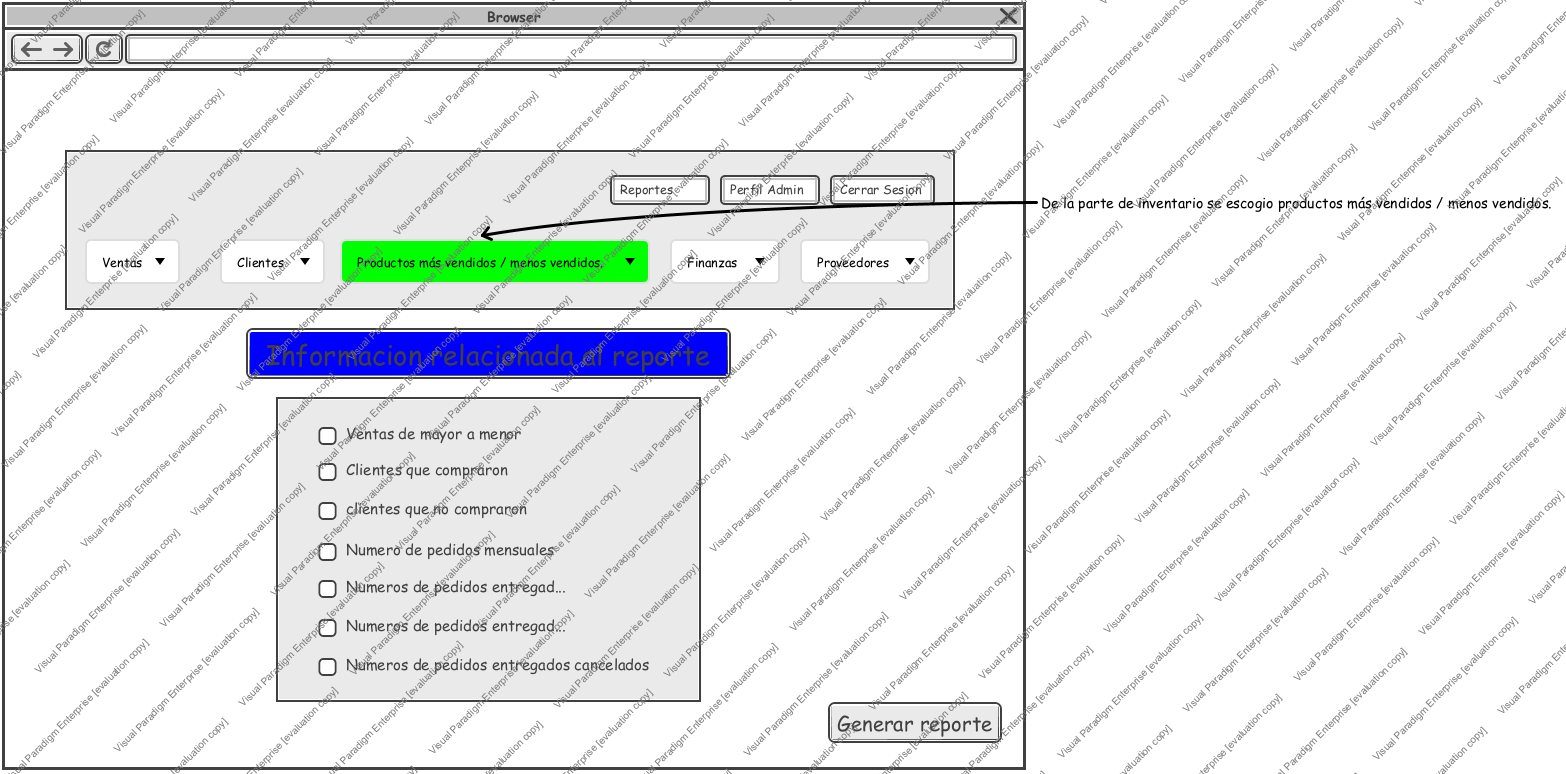 Browser
Reportes
Perfil Admin
Cerrar Sesion
De la parte de inventario se escogio productos más vendidos / menos vendidos.
Ventas
Clientes
Productos más vendidos / menos vendidos.
Finanzas
Proveedores
Informacion relacionada al reporte
Ventas de mayor a menor
Clientes que compraron
clientes que no compraron
Numero de pedidos mensuales
Numeros de pedidos entregad...
Numeros de pedidos entregad...
Numeros de pedidos entregados cancelados
Generar reporte
Visual Paradigm Enterprise [evaluation copy]